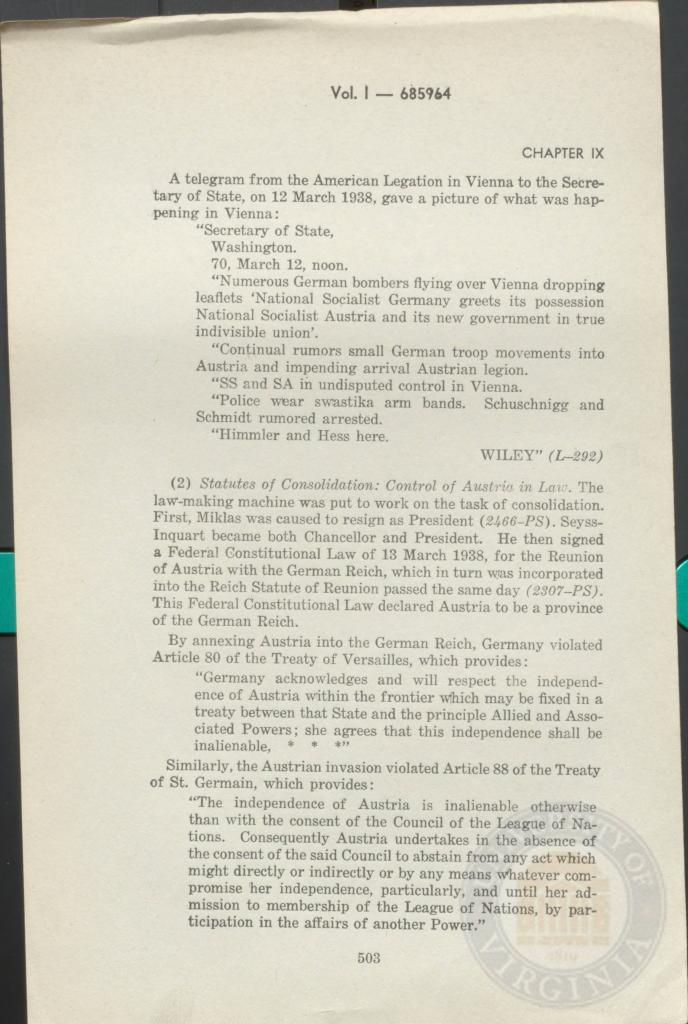 Vol. I — 685964
CHAPTER IX
A telegram from the American Legation in Vienna to the Secre-
tary of State, on 12 March 1938, gave a picture of what was hap-
pening in Vienna:
“Secretary of State,
Washington.
70, March 12, noon.
“Numerous German bombers flying over Vienna dropping
leaflets ‘National Socialist Germany greets its possession
National Socialist Austria and its new government in true
indivisible union’.
“Continual rumors small German troop movements into
Austria and impending arrival Austrian legion.
“SS and SA in undisputed control in Vienna.
“Police wear swastika arm bands. Schuschnigg and
Schmidt rumored arrested.
“Himmler and Hess here.
WILEY” (L–292)
(2) Statutes of Consolidation: Control of Austria in Law. The
law-making machine was put to work on the task of consolidation.
First, Miklas was caused to resign as President (2466–PS). Seyss-
Inquart became both Chancellor and President. He then signed
a Federal Constitutional Law of 13 March 1938, for the Reunion
of Austria with the German Reich, which in turn was incorporated
into the Reich Statute of Reunion passed the same day (2307–PS).
This Federal Constitutional Law declared Austria to be a province
of the German Reich.
By annexing Austria into the German Reich, Germany violated
Article 80 of the Treaty of Versailles, which provides:
“Germany acknowledges and will respect the independ-
ence of Austria within the frontier which may be fixed in a
treaty between that State and the principle Allied and Asso-
ciated Powers; she agrees that this independence shall be
inalienable, * * *”
Similarly, the Austrian invasion violated Article 88 of the Treaty
of St. Germain, which provides:
“The independence of Austria is inalienable otherwise
than with the consent of the Council of the League of Na-
tions. Consequently Austria undertakes in the absence of
the consent of the said Council to abstain from any act which
might directly or indirectly or by any means whatever com-
promise her independence, particularly, and until her ad-
mission to membership of the League of Nations, by par-
ticipation in the affairs of another Power.”
503
UNIVERSITY OF VIRGINIA
1819